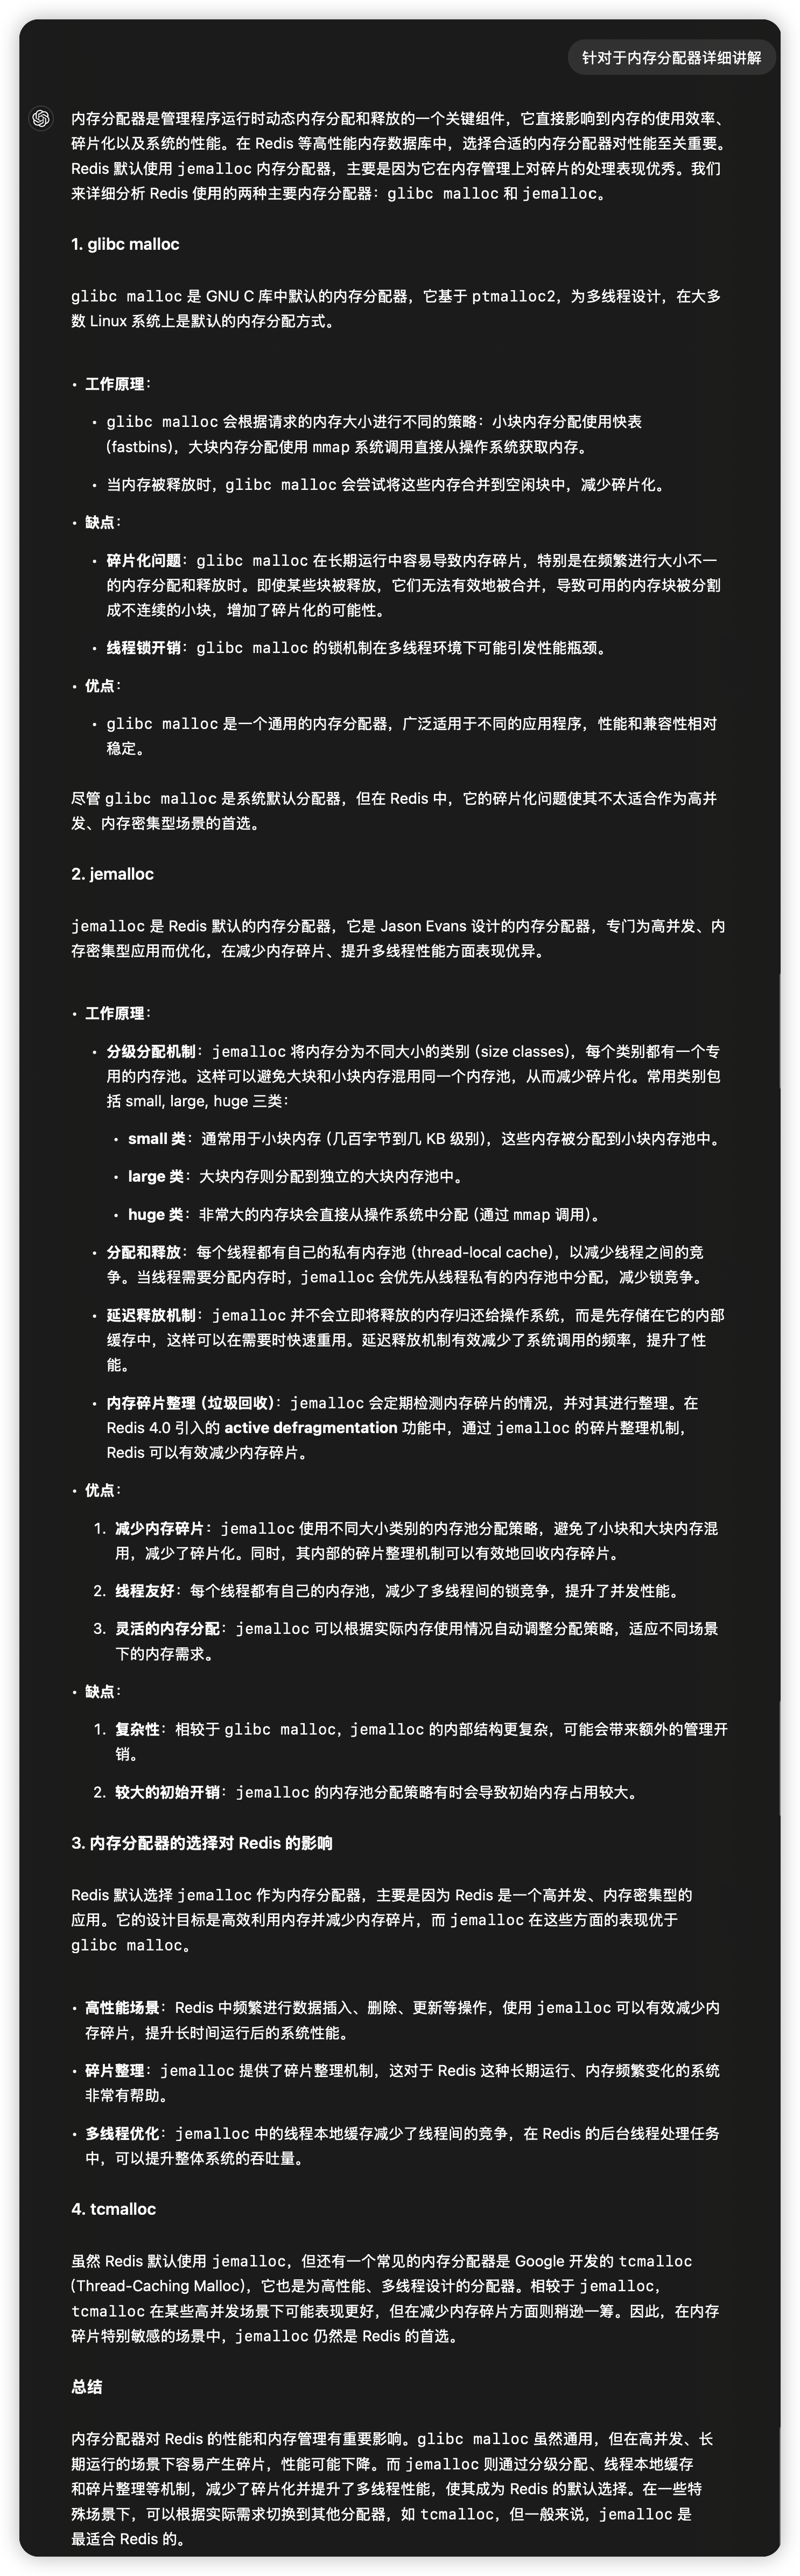 针对于内存分配器详细讲解
内存分配器是管理程序运行时动态内存分配和释放的一个关键组件，它直接影响到内存的使用效率、
碎片化以及系统的性能。在 Redis 等高性能内存数据库中，选择合适的内存分配器对性能至关重要。
Redis 默认使用 jemalloc 内存分配器，主要是因为它在内存管理上对碎片的处理表现优秀。我们
来详细分析 Redis 使用的两种主要内存分配器：glibc malloc 和 jemalloc。
1. glibc malloc
glibc malloc 是 GNU C 库中默认的内存分配器，它基于 ptmalloc2，为多线程设计，在大多
数 Linux 系统上是默认的内存分配方式。
• 工作原理：
• glibc malloc 会根据请求的内存大小进行不同的策略：小块内存分配使用快表
(fastbins)，大块内存分配使用 mmap 系统调用直接从操作系统获取内存。
• 当内存被释放时，glibc malloc 会尝试将这些内存合并到空闲块中，减少碎片化。
• 缺点：
• 碎片化问题：glibc malloc 在长期运行中容易导致内存碎片，特别是在频繁进行大小不一
的内存分配和释放时。即使某些块被释放，它们无法有效地被合并，导致可用的内存块被分割
成不连续的小块，增加了碎片化的可能性。
• 线程锁开销：glibc malloc 的锁机制在多线程环境下可能引发性能瓶颈。
• 优点：
• glibc malloc 是一个通用的内存分配器，广泛适用于不同的应用程序，性能和兼容性相对
稳定。
尽管 glibc malloc 是系统默认分配器，但在 Redis 中，它的碎片化问题使其不太适合作为高并
发、内存密集型场景的首选。
2. jemalloc
jemalloc 是 Redis 默认的内存分配器，它是 Jason Evans 设计的内存分配器，专门为高并发、内
存密集型应用而优化，在减少内存碎片、提升多线程性能方面表现优异。
• 工作原理：
• 分级分配机制：jemalloc 将内存分为不同大小的类别 (size classes)，每个类别都有一个专
用的内存池。这样可以避免大块和小块内存混用同一个内存池，从而减少碎片化。常用类别包
括 small, large, huge 三类：
• small 类：通常用于小块内存 (几百字节到几 KB 级别)，这些内存被分配到小块内存池中。
• large 类：大块内存则分配到独立的大块内存池中。
• huge 类：非常大的内存块会直接从操作系统中分配 (通过 mmap 调用)。
• 分配和释放：每个线程都有自己的私有内存池 (thread-local cache)，以减少线程之间的竞
争。当线程需要分配内存时，jemalloc 会优先从线程私有的内存池中分配，减少锁竞争。
• 延迟释放机制：jemalloc 并不会立即将释放的内存归还给操作系统，而是先存储在它的内部
缓存中，这样可以在需要时快速重用。延迟释放机制有效减少了系统调用的频率，提升了性
能。
• 内存碎片整理 (垃圾回收)：jemalloc 会定期检测内存碎片的情况，并对其进行整理。在
Redis 4.0 引入的 active defragmentation 功能中，通过 jemalloc 的碎片整理机制，
Redis 可以有效减少内存碎片。
• 优点：
1. 减少内存碎片：jemalloc 使用不同大小类别的内存池分配策略，避免了小块和大块内存混
用，减少了碎片化。同时，其内部的碎片整理机制可以有效地回收内存碎片。
2. 线程友好：每个线程都有自己的内存池，减少了多线程间的锁竞争，提升了并发性能。
3. 灵活的内存分配：jemalloc 可以根据实际内存使用情况自动调整分配策略，适应不同场景
下的内存需求。
• 缺点：
1. 复杂性：相较于 glibc malloc，jemalloc 的内部结构更复杂，可能会带来额外的管理开
销。
2. 较大的初始开销：jemalloc 的内存池分配策略有时会导致初始内存占用较大。
3. 内存分配器的选择对 Redis 的影响
Redis 默认选择 jemalloc 作为内存分配器，主要是因为 Redis 是一个高并发、内存密集型的
应用。它的设计目标是高效利用内存并减少内存碎片，而 jemalloc 在这些方面的表现优于
glibc malloc。
• 高性能场景：Redis 中频繁进行数据插入、删除、更新等操作，使用 jemalloc 可以有效减少内
存碎片，提升长时间运行后的系统性能。
• 碎片整理：jemalloc 提供了碎片整理机制，这对于 Redis 这种长期运行、内存频繁变化的系统
非常有帮助。
• 多线程优化：jemalloc 中的线程本地缓存减少了线程间的竞争，在 Redis 的后台线程处理任务
中，可以提升整体系统的吞吐量。
4. tcmalloc
虽然 Redis 默认使用 jemalloc，但还有一个常见的内存分配器是 Google 开发的 tcmalloc
(Thread-Caching Malloc)，它也是为高性能、多线程设计的分配器。相较于 jemalloc，
tcmalloc 在某些高并发场景下可能表现更好，但在减少内存碎片方面则稍逊一筹。因此，在内存
碎片特别敏感的场景中，jemalloc 仍然是 Redis 的首选。
总结
内存分配器对 Redis 的性能和内存管理有重要影响。glibc malloc 虽然通用，但在高并发、长
期运行的场景下容易产生碎片，性能可能下降。而 jemalloc 则通过分级分配、线程本地缓存
和碎片整理等机制，减少了碎片化并提升了多线程性能，使其成为 Redis 的默认选择。在一些特
殊场景下，可以根据实际需求切换到其他分配器，如 tcmalloc，但一般来说，jemalloc 是
最适合 Redis 的。